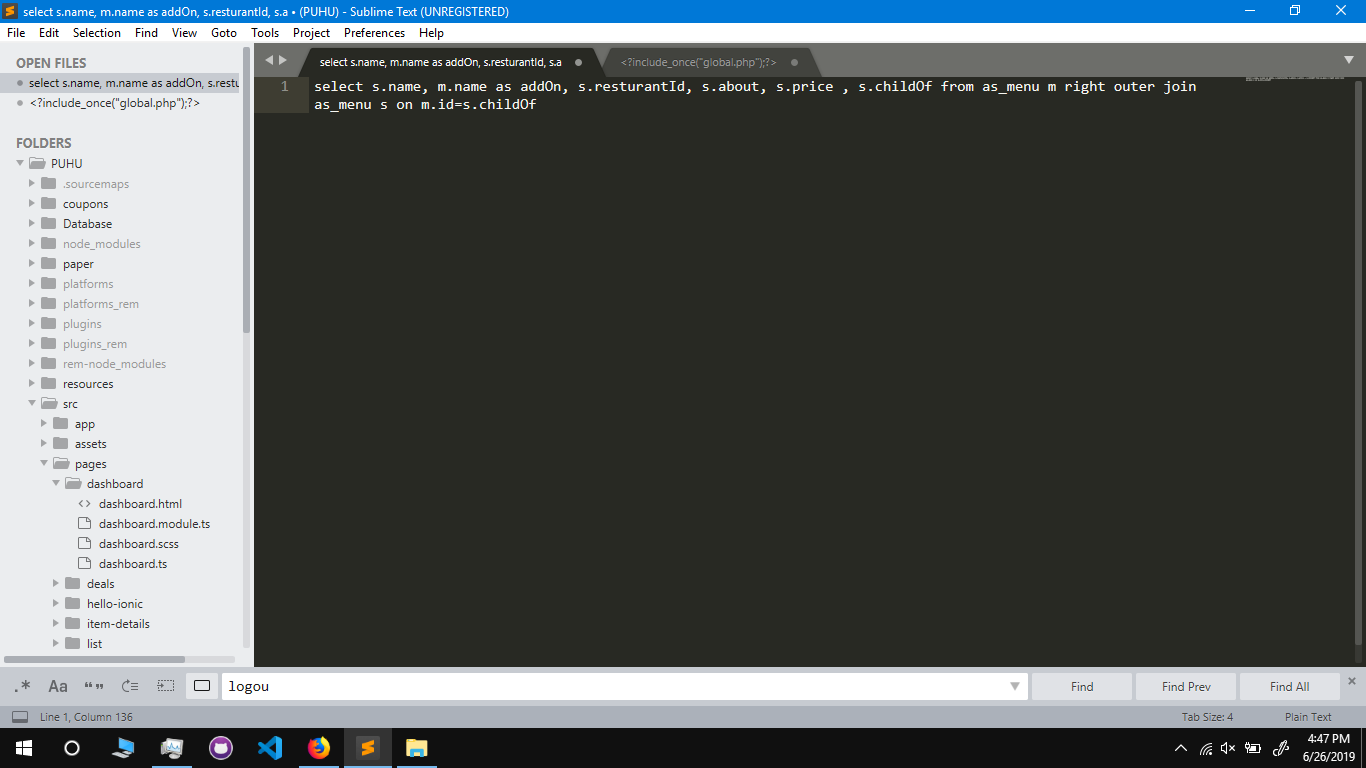 select s.name, m.name as addOn, s.resturantId, s.a • (PUHU) - Sublime Text (UNREGISTERED)
File Edit Selection Find View Goto Tools Project Preferences Help
OPEN FILES
select s.name, m.name as addOn, s.restu
<?include_once("global.php");?>
FOLDERS
PUHU
.sourcemaps
coupons
Database
node_modules
paper
platforms
platforms_rem
plugins
plugins_rem
rem-node_modules
resources
src
app
assets
pages
dashboard
<> dashboard.html
dashboard.module.ts
dashboard.scss
dashboard.ts
deals
hello-ionic
item-details
list
select s.name, m.name as addOn, s.resturantId, s.a
<?include_once("global.php");?>
1 select s.name, m.name as addOn, s.resturantId, s.about, s.price , s.childOf from as_menu m right outer join
as_menu s on m.id=s.childOf
.* Aa “” logou Find Find Prev Find All
Line 1, Column 136 Tab Size: 4 Plain Text
4:47 PM
6/26/2019